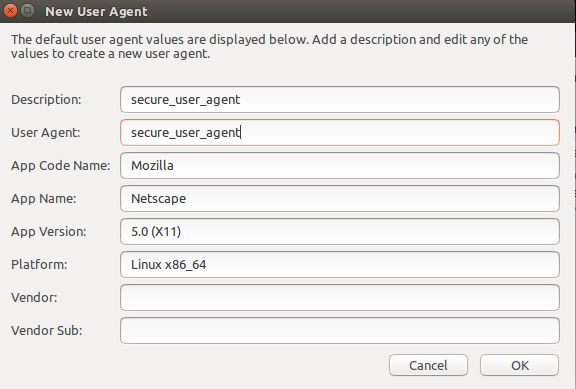 New User Agent
The default user agent values are displayed below. Add a description and edit any of the
values to create a new user agent.
Description: secure_user_agent
User Agent: secure_user_agent
App Code Name: Mozilla
App Name: Netscape
App Version: 5.0 (X11)
Platform: Linux x86_64
Vendor:
Vendor Sub:
Cancel OK